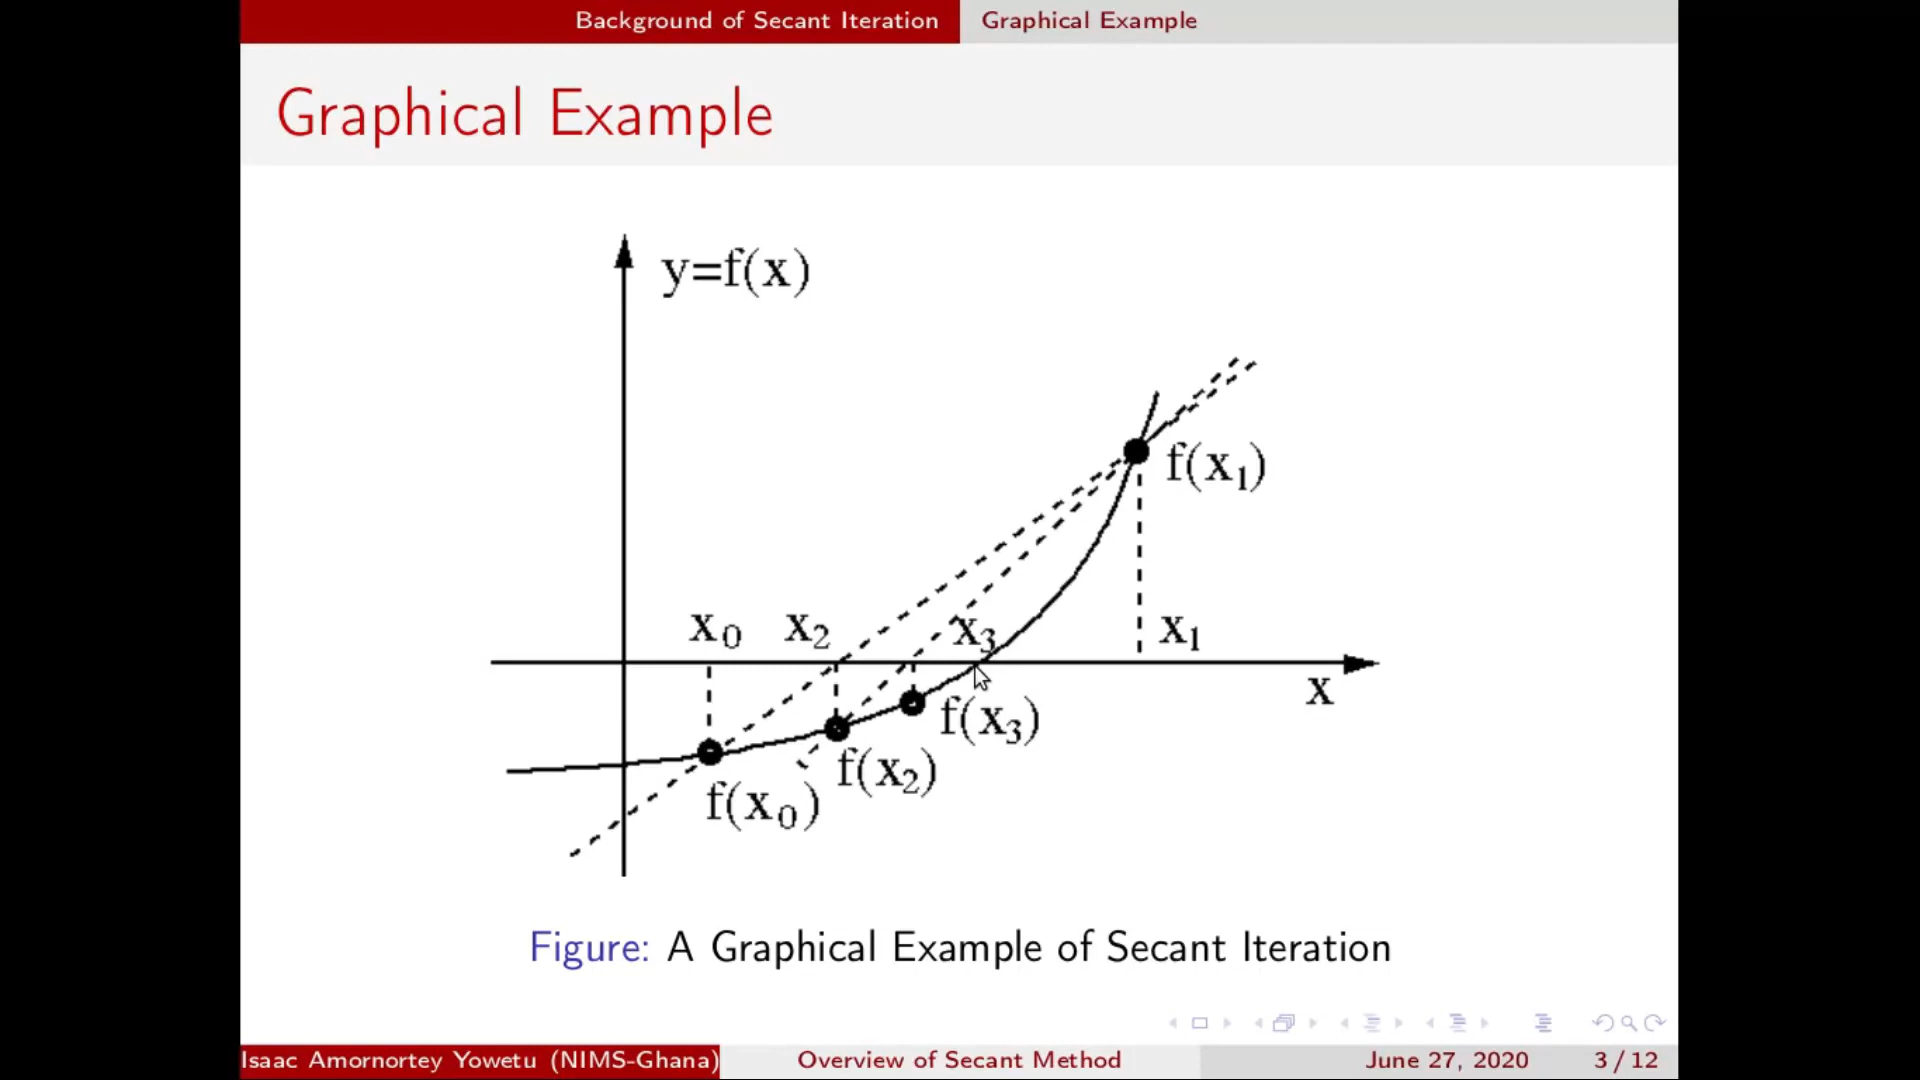 Background of Secant Iteration Graphical Example
Graphical Example
y=f(x)
f(x₁)
x₀ x₂ x₃ x₁
x
f(x₃)
f(x₂)
f(x₀)
Figure: A Graphical Example of Secant Iteration
Isaac Amornortey Yowetu (NIMS-Ghana) Overview of Secant Method June 27, 2020 3 / 12